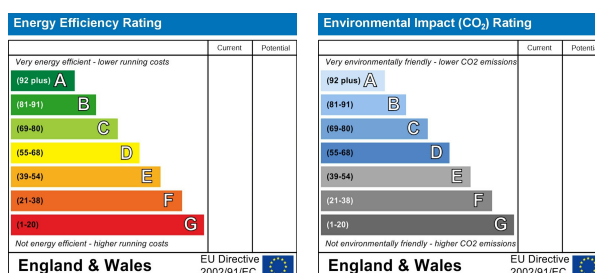 Energy Efficiency Rating
Current Potential
Very energy efficient - lower running costs
(92 plus) A
(81-91) B
(69-80) C
(55-68) D
(39-54) E
(21-38) F
(1-20) G
Not energy efficient - higher running costs
England & Wales
EU Directive
2002/91/EC
Environmental Impact (CO₂) Rating
Current Potential
Very environmentally friendly - lower CO2 emissions
(92 plus) A
(81-91) B
(69-80) C
(55-68) D
(39-54) E
(21-38) F
(1-20) G
Not environmentally friendly - higher CO2 emissions
England & Wales
EU Directive
2002/91/EC